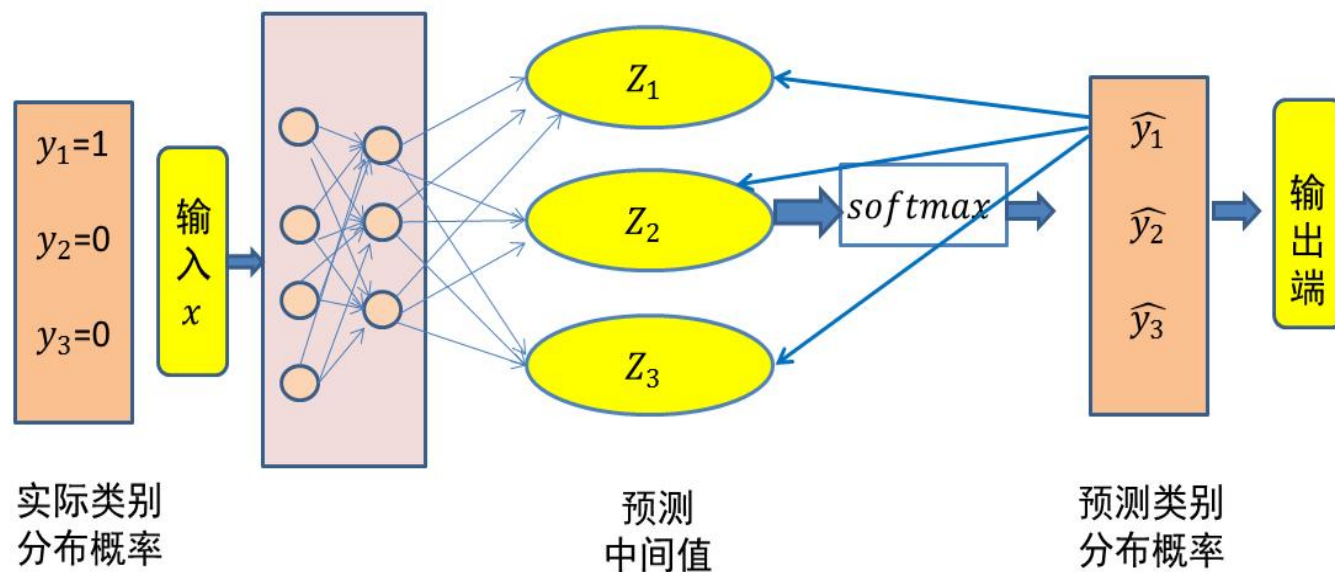 y₁=1
y₂=0
y₃=0
输
入
x
Z₁
Z₂
Z₃
softmax
ŷ₁
ŷ₂
ŷ₃
输
出
端
实际类别
分布概率
预测
中间值
预测类别
分布概率